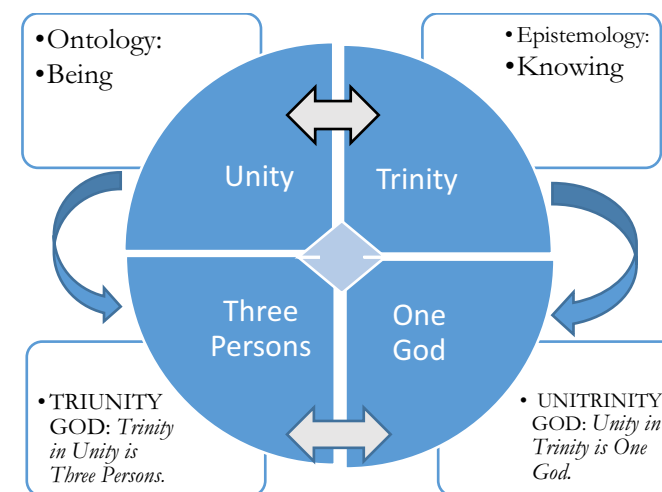 •Ontology:
•Being
•Epistemology:
•Knowing
Unity
Trinity
Three
Persons
One
God
• TRIUNITY
GOD: Trinity
in Unity is
Three Persons.
• UNITRINITY
GOD: Unity in
Trinity is One
God.